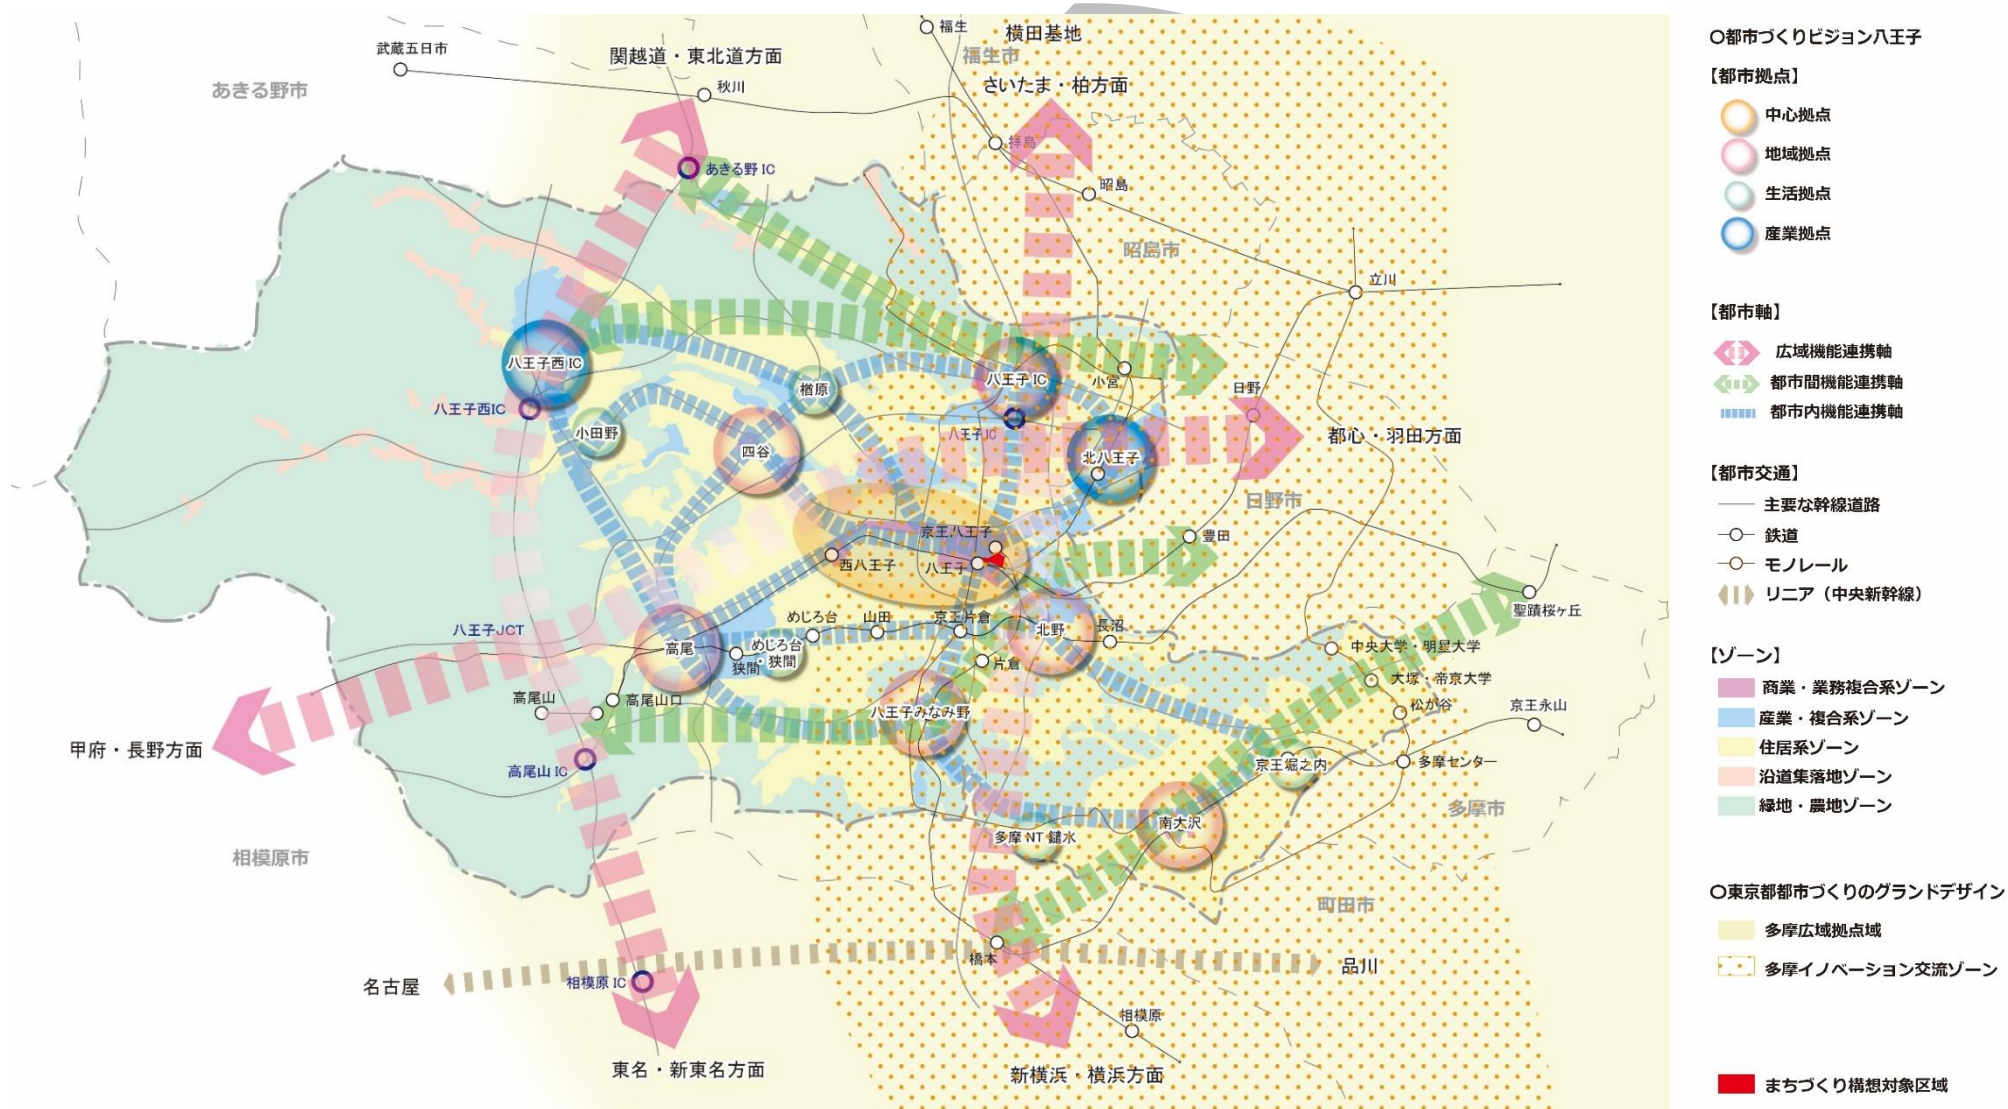 福生
横田基地
武蔵五日市
関越道・東北道方面
福生市
あきる野市
秋川
さいたま・柏方面
拝島
あきる野 IC
昭島
昭島市
立川
八王子西 IC
八王子 IC
小宮
楢原
日野
八王子西IC
小田野
八王子IC
都心・羽田方面
四谷
北八王子
日野市
京王八王子
豊田
西八王子
八王子
聖蹟桜ヶ丘
めじろ台
山田
京王片倉
北野
長沼
八王子JCT
高尾
狭間
めじろ台
・狭間
片倉
中央大学・明星大学
大塚・帝京大学
高尾山
高尾山口
八王子みなみ野
松が谷
京王永山
甲府・長野方面
高尾山 IC
京王堀之内
多摩センター
多摩市
南大沢
多摩 NT 鑓水
相模原市
町田市
橋本
品川
名古屋
相模原 IC
相模原
東名・新東名方面
新横浜・横浜方面
○都市づくりビジョン八王子
【都市拠点】
中心拠点
地域拠点
生活拠点
産業拠点
【都市軸】
広域機能連携軸
都市間機能連携軸
都市内機能連携軸
【都市交通】
主要な幹線道路
鉄道
モノレール
リニア（中央新幹線）
【ゾーン】
商業・業務複合系ゾーン
産業・複合系ゾーン
住居系ゾーン
沿道集落地ゾーン
緑地・農地ゾーン
○東京都都市づくりのグランドデザイン
多摩広域拠点域
多摩イノベーション交流ゾーン
まちづくり構想対象区域